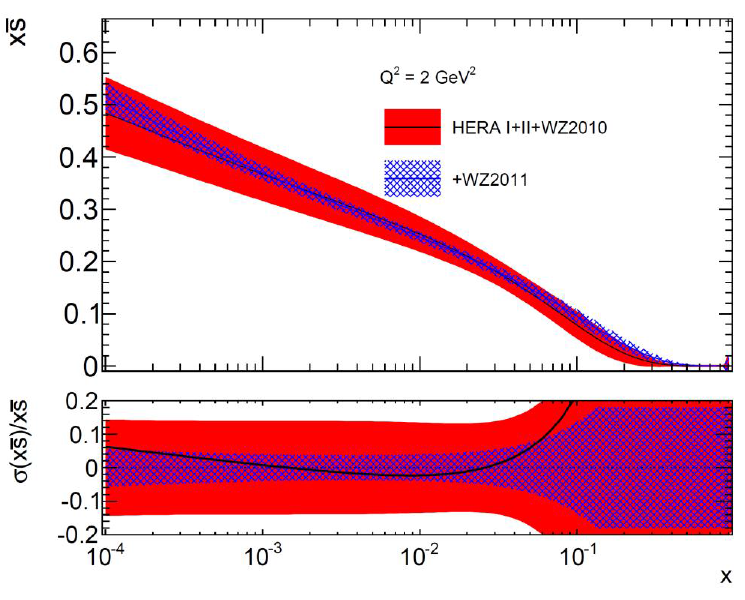 xs̅
0.6
0.5
0.4
0.3
0.2
0.1
0
Q² = 2 GeV²
HERA I+II+WZ2010
+WZ2011
σ(xs̅)/xs̅
0.2
0.1
0
-0.1
-0.2
10⁻⁴ 10⁻³ 10⁻² 10⁻¹
x